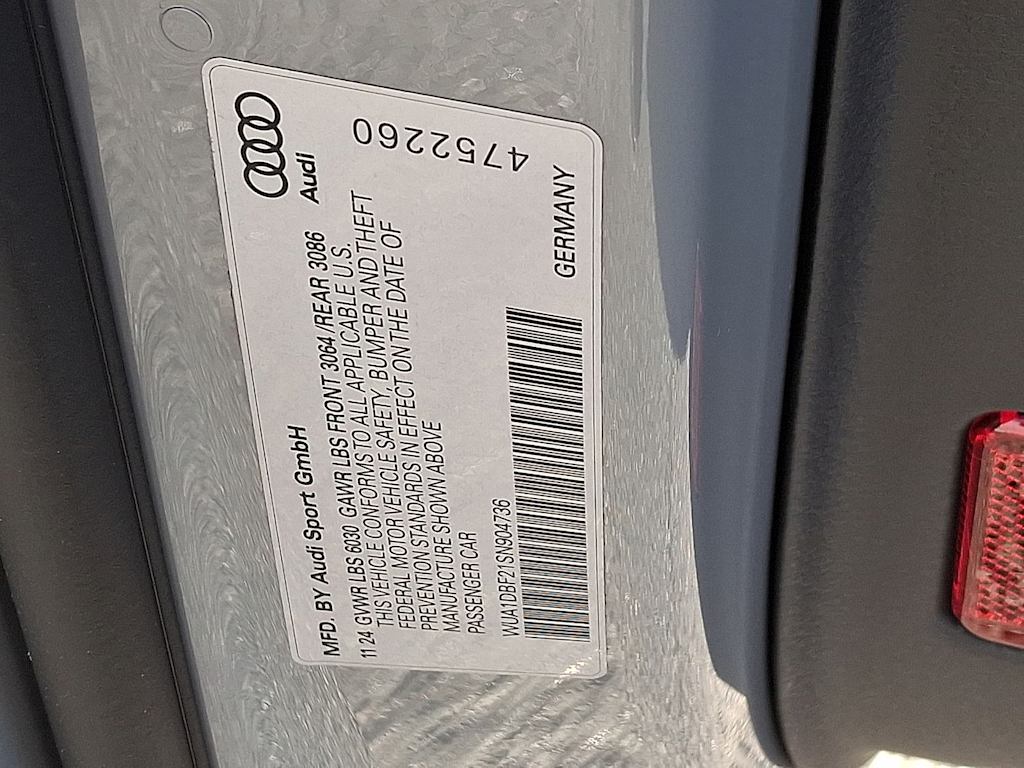 Audi
MFD. BY Audi Sport GmbH
11 24 GVWR LBS 6030 GAWR LBS FRONT 3064/REAR 3086
THIS VEHICLE CONFORMS TO ALL APPLICABLE U.S.
FEDERAL MOTOR VEHICLE SAFETY, BUMPER AND THEFT
PREVENTION STANDARDS IN EFFECT ON THE DATE OF
MANUFACTURE SHOWN ABOVE
PASSENGER CAR
WUA1DBF21SN904736
GERMANY
4752260